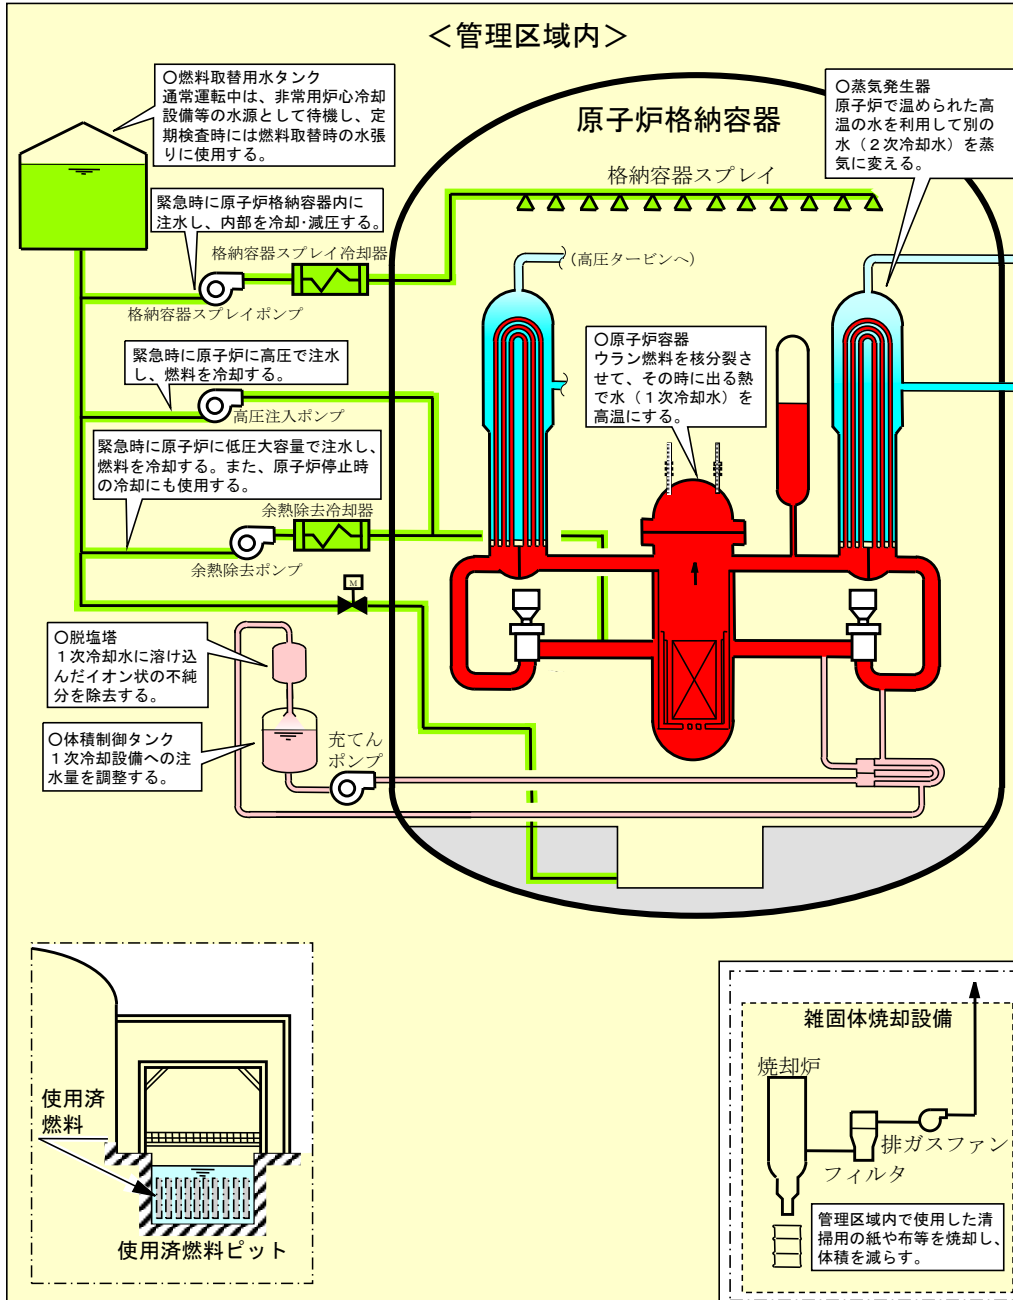 ＜管理区域内＞
○燃料取替用水タンク
通常運転中は、非常用炉心冷却
設備等の水源として待機し、定
期検査時には燃料取替時の水張
りに使用する。
○蒸気発生器
原子炉で温められた高
温の水を利用して別の
水（２次冷却水）を蒸
気に変える。
原子炉格納容器
格納容器スプレイ
緊急時に原子炉格納容器内に
注水し、内部を冷却･減圧する。
格納容器スプレイ冷却器
(高圧タービンへ)
格納容器スプレイポンプ
○原子炉容器
ウラン燃料を核分裂さ
せて、その時に出る熱
で水（１次冷却水）を
高温にする。
緊急時に原子炉に高圧で注水
し、燃料を冷却する。
高圧注入ポンプ
緊急時に原子炉に低圧大容量で注水し、
燃料を冷却する。また、原子炉停止時
の冷却にも使用する。
余熱除去冷却器
余熱除去ポンプ
M
○脱塩塔
１次冷却水に溶け込
んだイオン状の不純
分を除去する。
○体積制御タンク
１次冷却設備への注
水量を調整する。
充てん
ポンプ
使用済
燃料
使用済燃料ピット
雑固体焼却設備
焼却炉
排ガスファン
フィルタ
管理区域内で使用した清
掃用の紙や布等を焼却し、
体積を減らす。